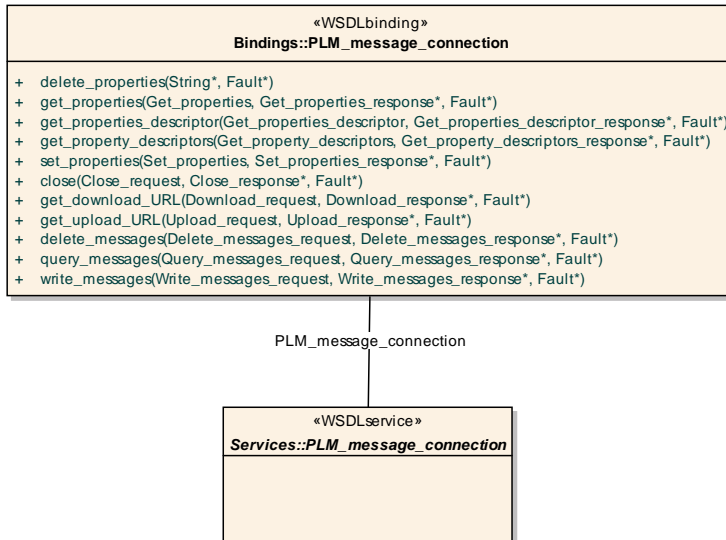 «WSDLbinding»
Bindings::PLM_message_connection
+ delete_properties(String*, Fault*)
+ get_properties(Get_properties, Get_properties_response*, Fault*)
+ get_properties_descriptor(Get_properties_descriptor, Get_properties_descriptor_response*, Fault*)
+ get_property_descriptors(Get_property_descriptors, Get_property_descriptors_response*, Fault*)
+ set_properties(Set_properties, Set_properties_response*, Fault*)
+ close(Close_request, Close_response*, Fault*)
+ get_download_URL(Download_request, Download_response*, Fault*)
+ get_upload_URL(Upload_request, Upload_response*, Fault*)
+ delete_messages(Delete_messages_request, Delete_messages_response*, Fault*)
+ query_messages(Query_messages_request, Query_messages_response*, Fault*)
+ write_messages(Write_messages_request, Write_messages_response*, Fault*)
PLM_message_connection
«WSDLservice»
Services::PLM_message_connection